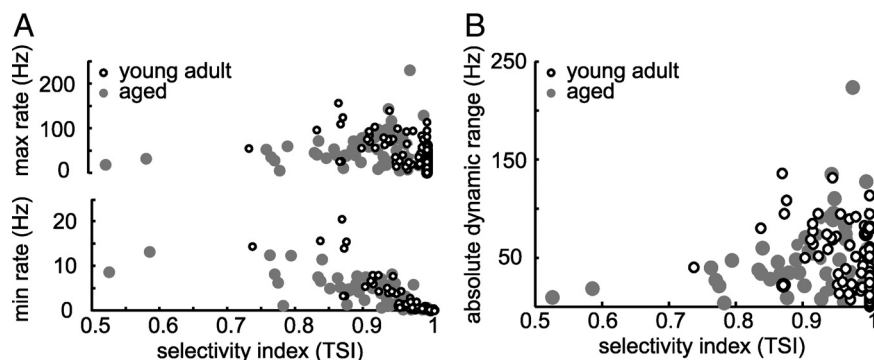 A
max rate (Hz)
200
100
0
young adult
aged
min rate (Hz)
20
10
0
0.5 0.6 0.7 0.8 0.9 1
selectivity index (TSI)
B
absolute dynamic range (Hz)
250
150
50
young adult
aged
0.5 0.6 0.7 0.8 0.9 1
selectivity index (TSI)